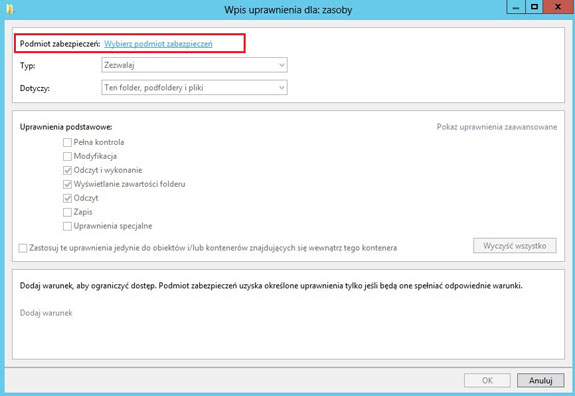 Wpis uprawnienia dla: zasoby
Podmiot zabezpieczeń: Wybierz podmiot zabezpieczeń
Typ: Zezwalaj
Dotyczy: Ten folder, podfoldery i pliki
Uprawnienia podstawowe: Pokaż uprawnienia zaawansowane
Pełna kontrola
Modyfikacja
Odczyt i wykonanie
Wyświetlanie zawartości folderu
Odczyt
Zapis
Uprawnienia specjalne
Zastosuj te uprawnienia jedynie do obiektów i/lub kontenerów znajdujących się wewnątrz tego kontenera Wyczyść wszystko
Dodaj warunek, aby ograniczyć dostęp. Podmiot zabezpieczeń uzyska określone uprawnienia tylko jeśli będą one spełniać odpowiednie warunki.
Dodaj warunek
OK Anuluj